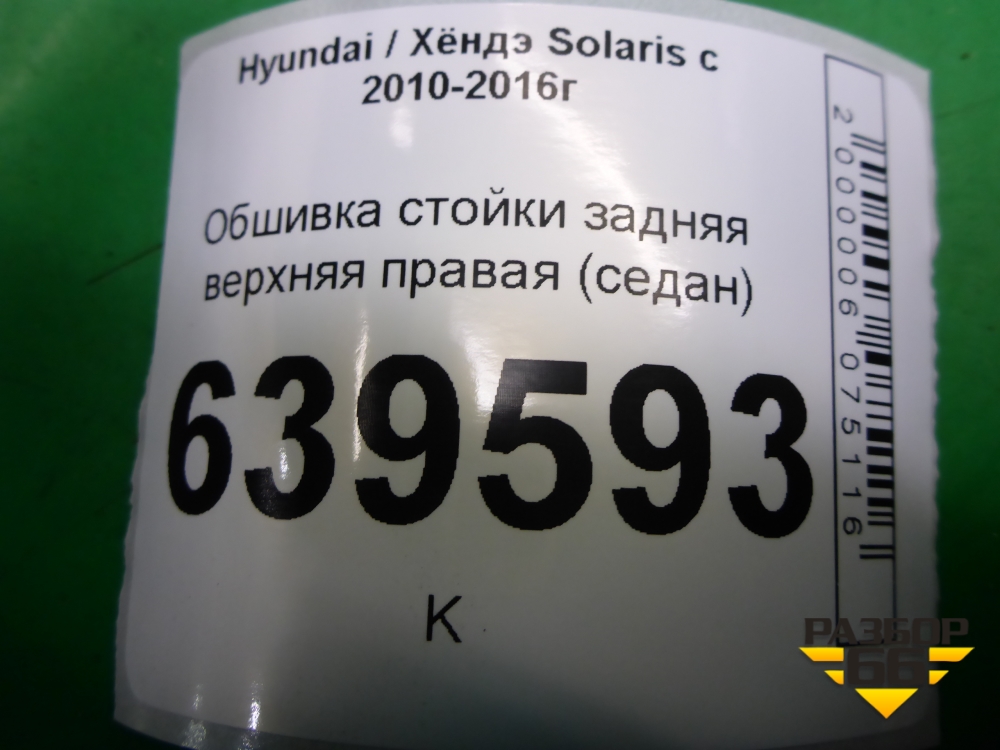 Hyundai / Хёндэ Solaris с
2010-2016г
Обшивка стойки задняя
верхняя правая (седан)
639593
К
2000006075116
РАЗБОР
66